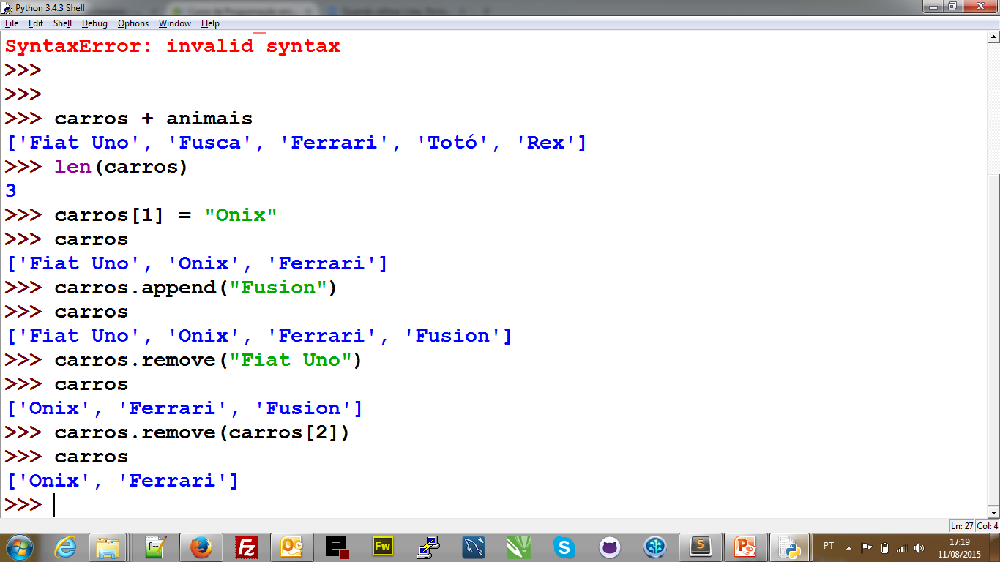 Python 3.4.3 Shell
File Edit Shell Debug Options Window Help
SyntaxError: invalid syntax
>>>
>>>
>>> carros + animais
['Fiat Uno', 'Fusca', 'Ferrari', 'Totó', 'Rex']
>>> len(carros)
3
>>> carros[1] = "Onix"
>>> carros
['Fiat Uno', 'Onix', 'Ferrari']
>>> carros.append("Fusion")
>>> carros
['Fiat Uno', 'Onix', 'Ferrari', 'Fusion']
>>> carros.remove("Fiat Uno")
>>> carros
['Onix', 'Ferrari', 'Fusion']
>>> carros.remove(carros[2])
>>> carros
['Onix', 'Ferrari']
>>>
Ln: 27 Col: 4
Fz Fw S PT 17:19
11/08/2015